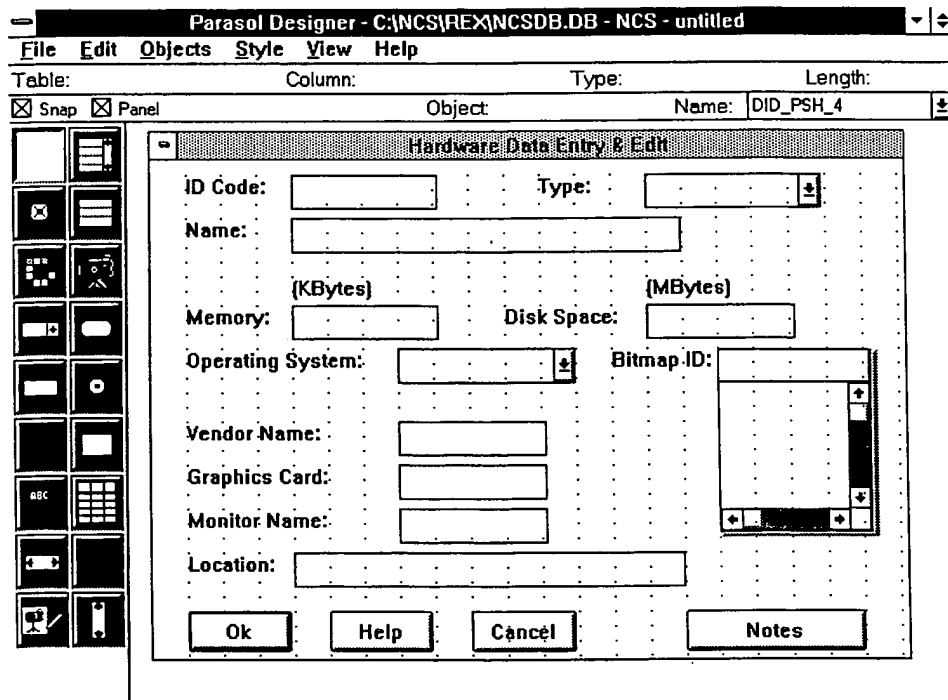 Parasol Designer - C:\NCS\REX\NCSDB.DB - NCS - untitled
File Edit Objects Style View Help
Table: Column: Type: Length:
Snap Panel Object: Name: DID_PSH_4
Hardware Data Entry & Edit
ID Code: Type:
Name:
(KBytes) (MBytes)
Memory: Disk Space:
Operating System: Bitmap ID:
Vendor Name:
Graphics Card:
ABC
Monitor Name:
Location:
Ok Help Cancel Notes